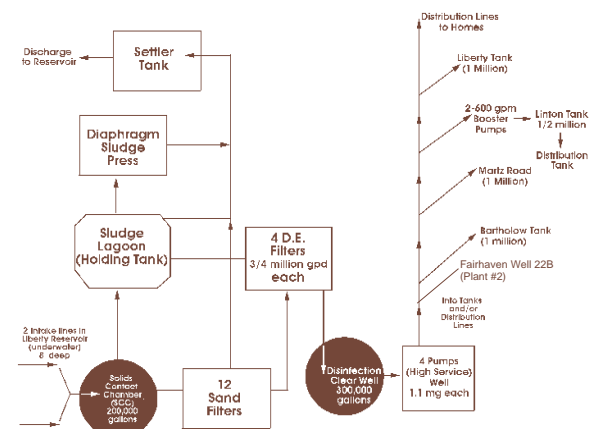 Distribution Lines
to Homes
Discharge
to Reservoir
Settler
Tank
Liberty Tank
(1 Million)
2-600 gpm
Booster
Pumps
Linton Tank
1/2 million
Distribution
Tank
Diaphragm
Sludge
Press
Martz Road
(1 Million)
Sludge
Lagoon
(Holding Tank)
4 D.E.
Filters
3/4 million gpd
each
Bartholow Tank
(1 million)
Fairhaven Well 22B
(Plant #2)
Into Tanks
and/or
Distribution
Lines
2 Intake lines in
Liberty Reservoir
(underwater)
8 deep
Solids
Contact
Chamber
(SCC)
200,000
gallons
12
Sand
Filters
Disinfection
Clear Well
300,000
gallons
4 Pumps
(High Service)
Well
1.1 mg each